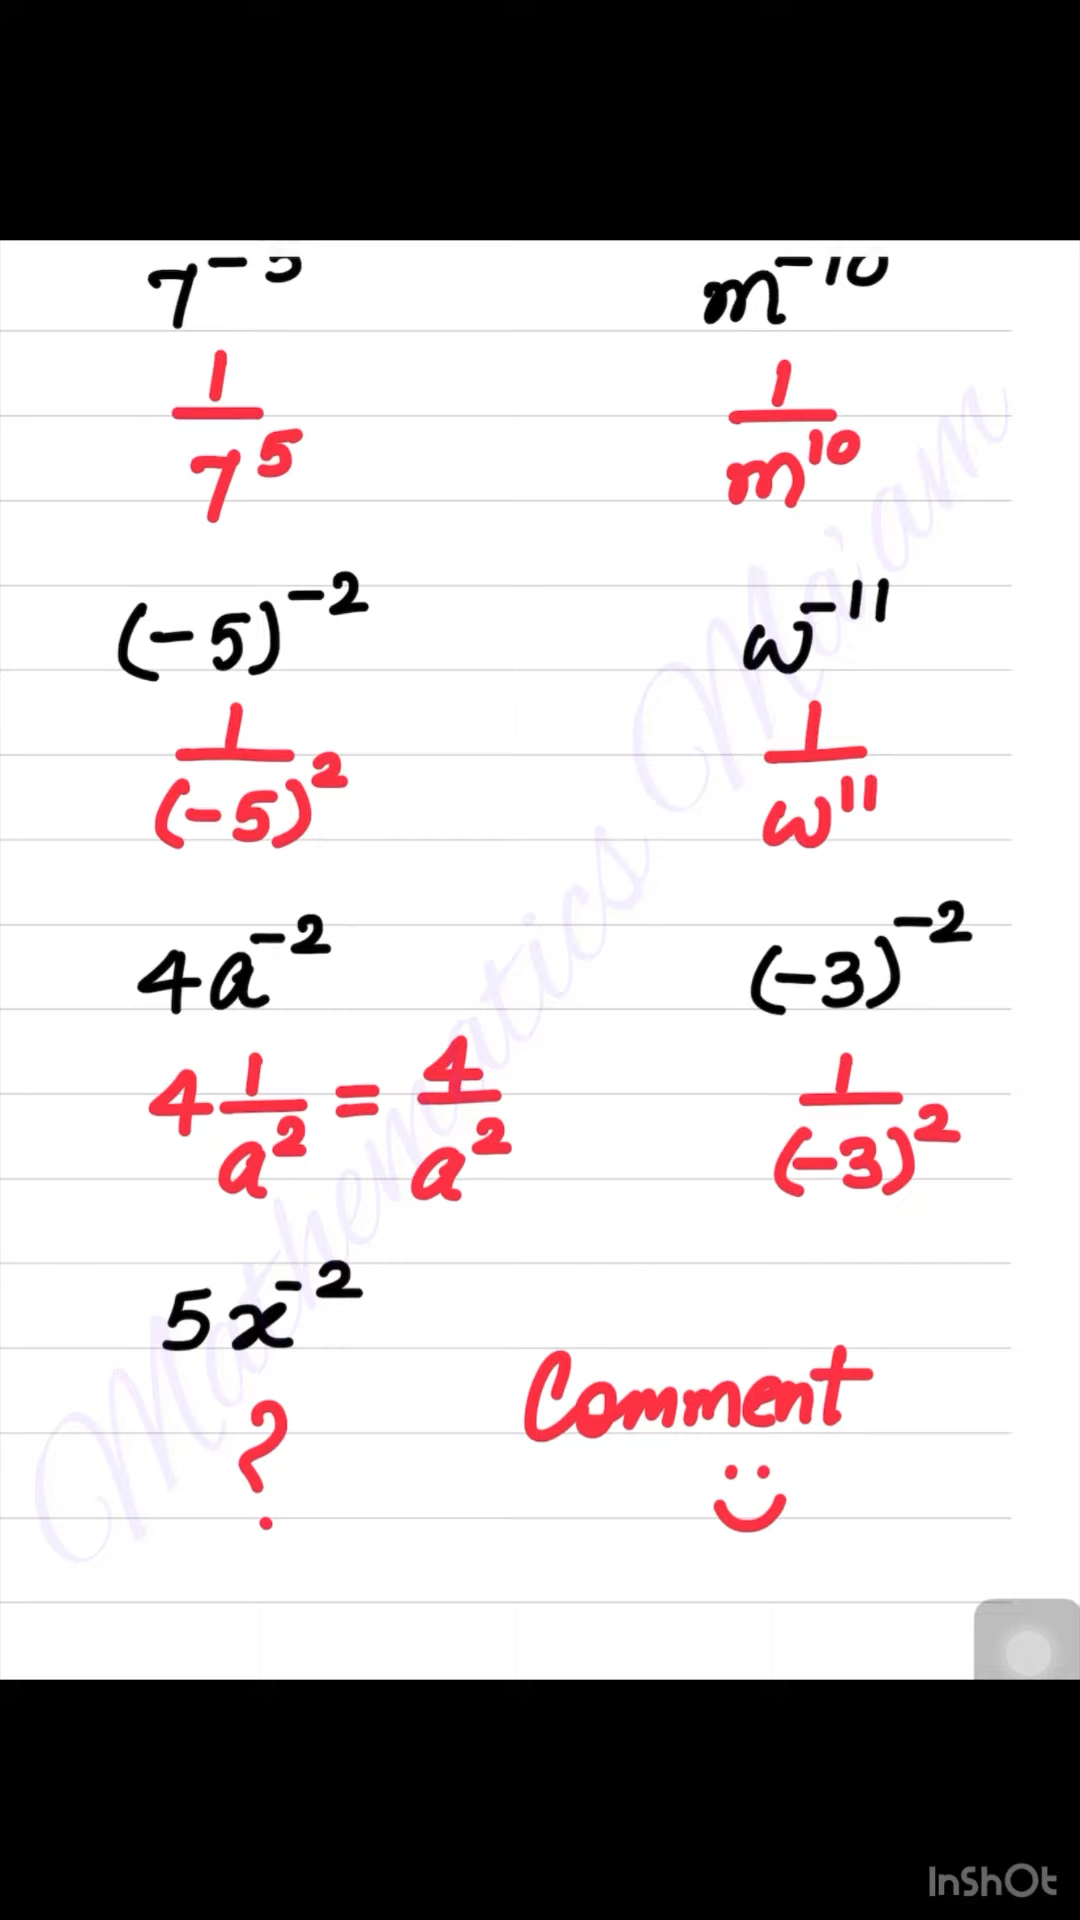 7⁻⁵ m⁻¹⁰
1/7⁵ 1/m¹⁰
(-5)⁻² w⁻¹¹
1/(-5)² 1/w¹¹
4a⁻² (-3)⁻²
4 1/a² = 4/a² 1/(-3)²
5x⁻²
?
Comment
Mathematics Ma'am
InShOt